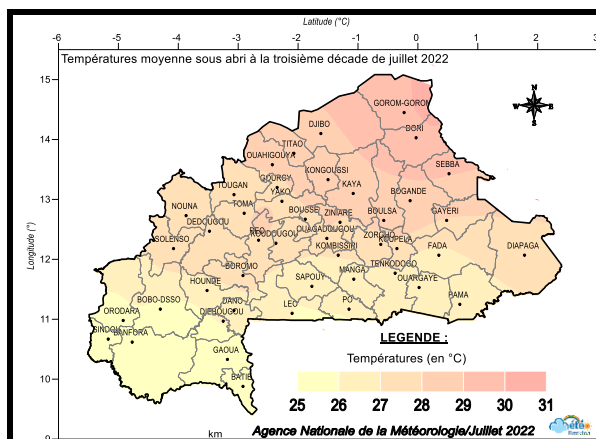 Latitude (°C)
-6 -5 -4 -3 -2 -1 0 1 2 3
Températures moyenne sous abri à la troisième décade de juillet 2022
15
GOROM-GOROM
N
W E
S
DJIBO
14
DORI
TITAO
OUAHIGOUYA
KONGOUSSI
SEBBA
GOURSY
TOUGAN
KAYA
YAKO
BOGANDE
13
NOUNA
TOMA
BOUSSE
ZINIARE
BOULSA
GAYERI
DEDOUGOU
REO
KOUDOUGOU
OUAGADOUGOU
ZORGHO
KOUPELA
SOLENSO
KOMBISSIRI
FADA
DIAPAGA
Longitude (°)
12
BOROMO
TENKODOGO
MANGA
HOUNDE
SAPOUY
OUARGAYE
BOBO-DSSO
DANO
LEO
PO
PAMA
ORODARA
DIEBOUGOU
11
SINDOU
BANFORA
LEGENDE :
GAOUA
Températures (en °C)
10
BATIE
25 26 27 28 29 30 31
9
km
Agence Nationale de la Météorologie/Juillet 2022